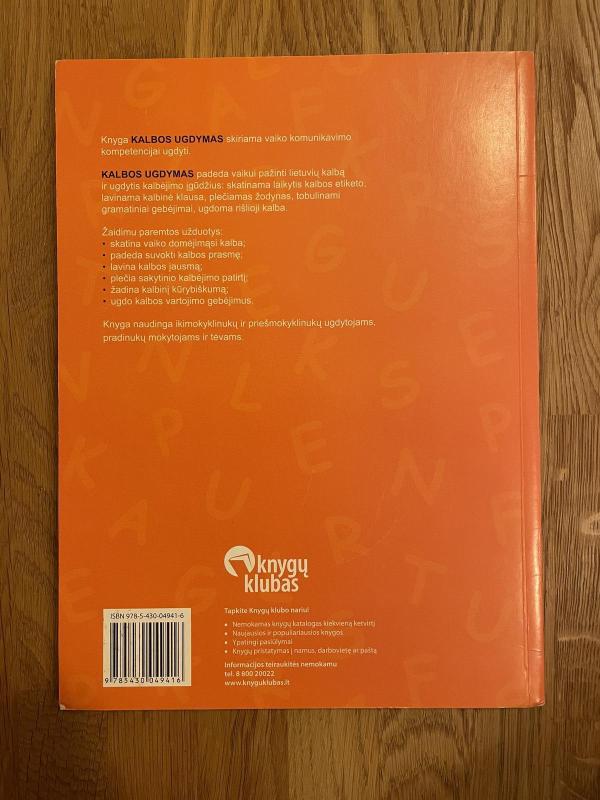 Knyga KALBOS UGDYMAS skiriama vaiko komunikavimo
kompetencijai ugdyti.
KALBOS UGDYMAS padeda vaikui pažinti lietuvių kalbą
ir ugdytis kalbėjimo įgūdžius: skatinama laikytis kalbos etiketo,
lavinama kalbinė klausa, plečiamas žodynas, tobulinami
gramatiniai gebėjimai, ugdoma rišlioji kalba.
Žaidimu paremtos užduotys:
• skatina vaiko domėjimąsi kalba;
• padeda suvokti kalbos prasmę;
• lavina kalbos jausmą;
• plečia sakytinio kalbėjimo patirtį;
• žadina kalbinį kūrybiškumą;
• ugdo kalbos vartojimo gebėjimus.
Knyga naudinga ikimokyklinukų ir priešmokyklinukų ugdytojams,
pradinukų mokytojams ir tėvams.
knygų
klubas
ISBN 978-5-430-04941-6
9 785430 049416
Tapkite Knygų klubo nariu!
• Nemokamas knygų katalogas kiekvieną ketvirtį
• Naujausios ir populiariausios knygos
• Ypatingi pasiūlymai
• Knygų pristatymas į namus, darbovietę ar paštą
Informacijos teiraukitės nemokamu
tel. 8 800 20022
www.knyguklubas.lt